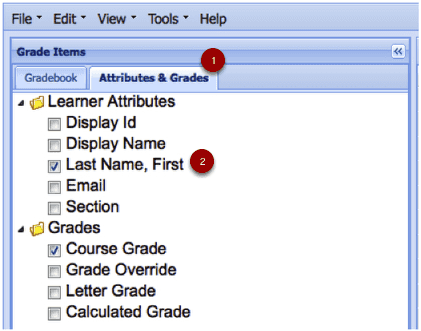 File Edit View Tools Help
Grade Items
1
Gradebook Attributes & Grades
Learner Attributes
Display Id
Display Name
Last Name, First 2
Email
Section
Grades
Course Grade
Grade Override
Letter Grade
Calculated Grade